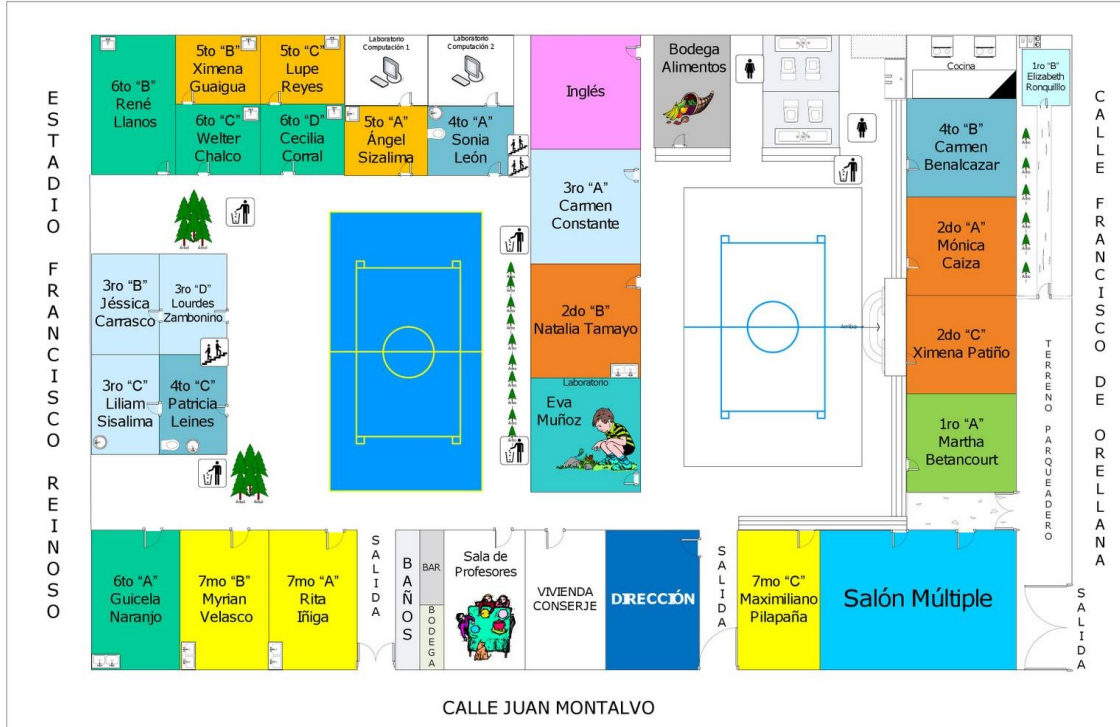 ESTADIO FRANCISCO REINOSO
6to “B”
René
Llanos
5to “B”
Ximena
Guaigua
5to “C”
Lupe
Reyes
Laboratorio
Computación 1
Laboratorio
Computación 2
6to “C”
Welter
Chalco
6to “D”
Cecilia
Corral
5to “A”
Ángel
Sizalima
4to “A”
Sonia
León
Inglés
Bodega
Alimentos
Cocina
1ro “B”
Elizabeth
Ronquilllo
3ro “A”
Carmen
Constante
4to “B”
Carmen
Benalcazar
2do “A”
Mónica
Caiza
3ro “B”
Jéssica
Carrasco
3ro “D”
Lourdes
Zambonino
3ro “C”
Liliam
Sisalima
4to “C”
Patricia
Leines
2do “B”
Natalia Tamayo
Laboratorio
Eva
Muñoz
Arriba
2do “C”
Ximena Patiño
1ro “A”
Martha
Betancourt
TERRENO PARQUEADERO
CALLE FRANCISCO DE ORELLANA
6to “A”
Guicela
Naranjo
7mo “B”
Myrian
Velasco
7mo “A”
Rita
Iñiga
SALIDA
BAÑOS
BAR
BODEGA
Sala de
Profesores
VIVIENDA
CONSERJE
DIRECCIÓN
SALIDA
7mo “C”
Maximiliano
Pilapaña
Salón Múltiple
SALIDA
CALLE JUAN MONTALVO